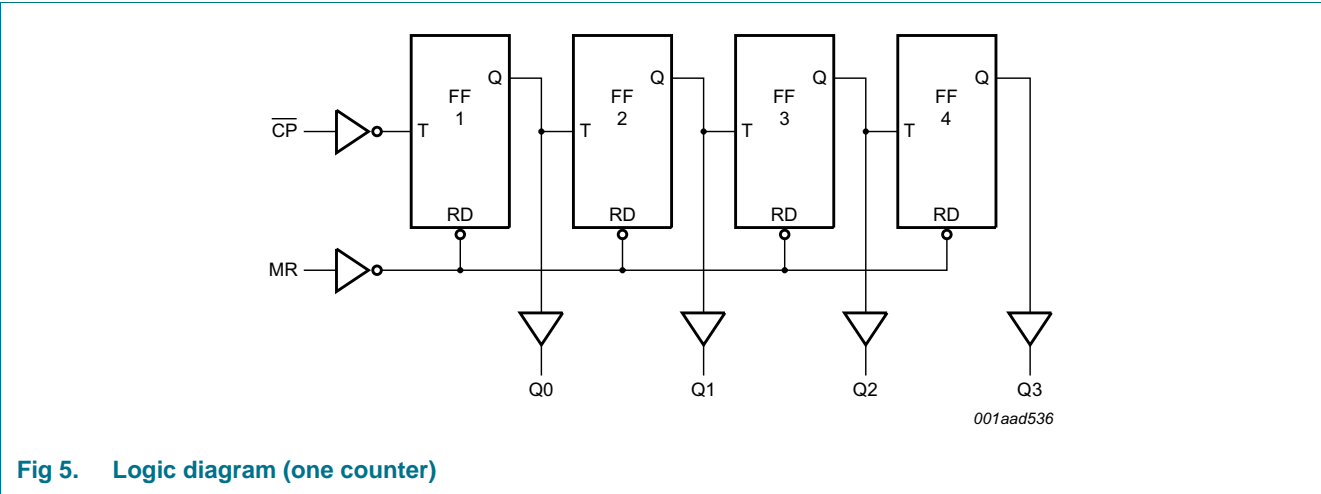 Q Q Q Q
FF FF FF FF
1 2 3 4
C̅P̅ T T T T
RD RD RD RD
MR
Q0 Q1 Q2 Q3
001aad536
Fig 5. Logic diagram (one counter)